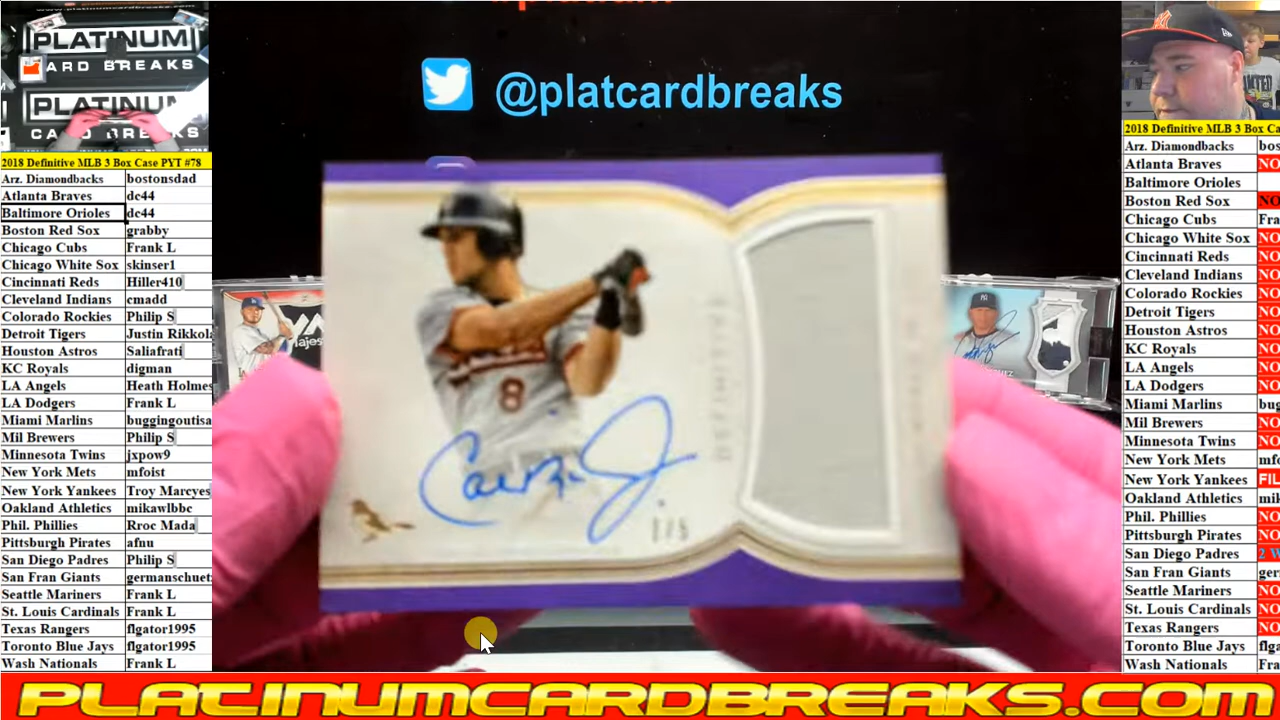 PLATINUM
CARD BREAKS
PLATINUM
@platcardbreaks
2018 Definitive MLB 3 Box Case PYT #78
Arz. Diamondbacks bostonsdad
Atlanta Braves dc44
Baltimore Orioles dc44
Boston Red Sox grabby
Chicago Cubs Frank L
Chicago White Sox skinser1
Cincinnati Reds Hiller410
Cleveland Indians cmadd
Colorado Rockies Philip S
Detroit Tigers Justin Rikkola
Houston Astros Saliafrati
KC Royals digman
LA Angels Heath Holmes
LA Dodgers Frank L
Miami Marlins buggingoutisa
Mil Brewers Philip S
Minnesota Twins jxpow9
New York Mets mfoist
New York Yankees Troy Marcyes
Oakland Athletics mikawlbbc
Phil. Phillies Rroc Mada
Pittsburgh Pirates afnu
San Diego Padres Philip S
San Fran Giants germanschuet
Seattle Mariners Frank L
St. Louis Cardinals Frank L
Texas Rangers flgator1995
Toronto Blue Jays flgator1995
Wash Nationals Frank L
8
1/5
2018 Definitive MLB 3 Box Ca
Arz. Diamondbacks bos
Atlanta Braves NO
Baltimore Orioles
Boston Red Sox NO
Chicago Cubs Fra
Chicago White Sox NO
Cincinnati Reds NO
Cleveland Indians NO
Colorado Rockies NO
Detroit Tigers NO
Houston Astros NO
KC Royals NO
LA Angels NO
LA Dodgers NO
Miami Marlins bug
Mil Brewers NO
Minnesota Twins NO
New York Mets mfo
New York Yankees FIL
Oakland Athletics mik
Phil. Phillies NO
Pittsburgh Pirates NO
San Diego Padres 2 W
San Fran Giants ger
Seattle Mariners NO
St. Louis Cardinals NO
Texas Rangers NO
Toronto Blue Jays flga
Wash Nationals Fra
PLATINUMCARDBREAKS.COM